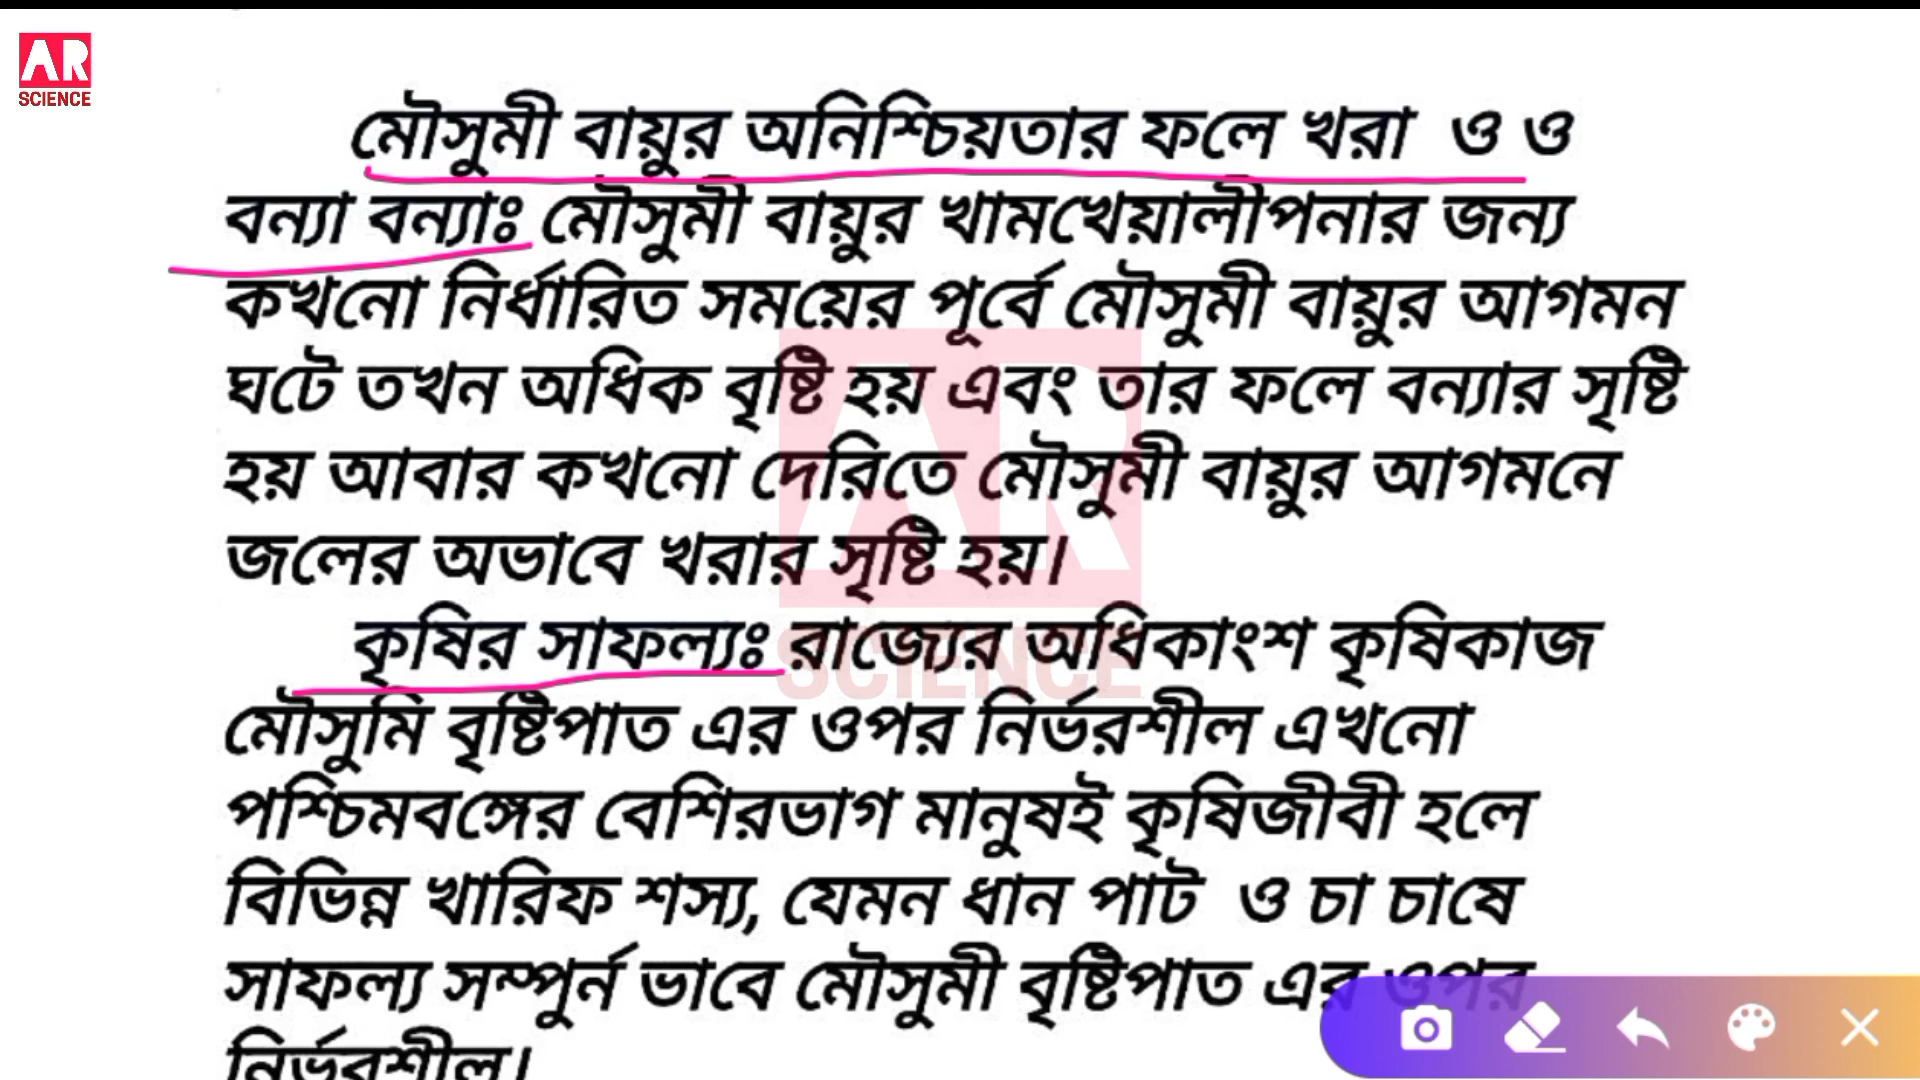 AR
SCIENCE
মৌসুমী বায়ুর অনিশ্চিয়তার ফলে খরা ও ও
বন্যা বন্যাঃ মৌসুমী বায়ুর খামখেয়ালীপনার জন্য
কখনো নির্ধারিত সময়ের পূর্বে মৌসুমী বায়ুর আগমন
ঘটে তখন অধিক বৃষ্টি হয় এবং তার ফলে বন্যার সৃষ্টি
হয় আবার কখনো দেরিতে মৌসুমী বায়ুর আগমনে
জলের অভাবে খরার সৃষ্টি হয়।
কৃষির সাফল্যঃ রাজ্যের অধিকাংশ কৃষিকাজ
মৌসুমি বৃষ্টিপাত এর ওপর নির্ভরশীল এখনো
পশ্চিমবঙ্গের বেশিরভাগ মানুষই কৃষিজীবী হলে
বিভিন্ন খারিফ শস্য, যেমন ধান পাট ও চা চাষে
সাফল্য সম্পুর্ন ভাবে মৌসুমী বৃষ্টিপাত এর ওপর
নির্ভরশীল।
AR
SCIENCE